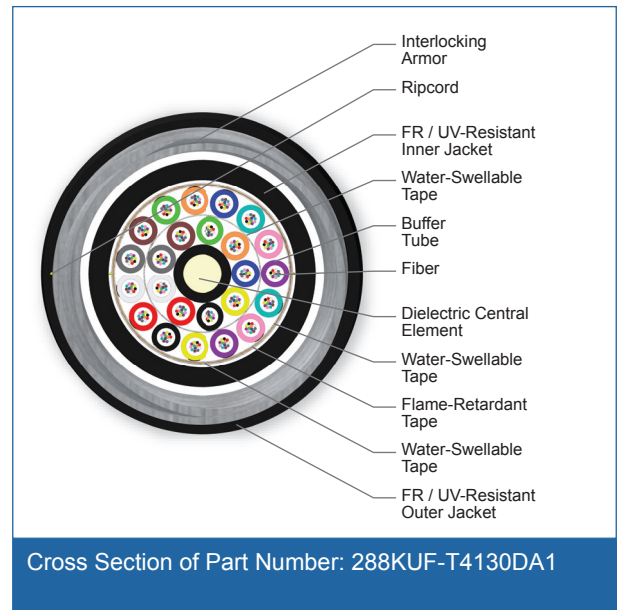 Interlocking
Armor
Ripcord
FR / UV-Resistant
Inner Jacket
Water-Swellable
Tape
Buffer
Tube
Fiber
Dielectric Central
Element
Water-Swellable
Tape
Flame-Retardant
Tape
Water-Swellable
Tape
FR / UV-Resistant
Outer Jacket
Cross Section of Part Number: 288KUF-T4130DA1